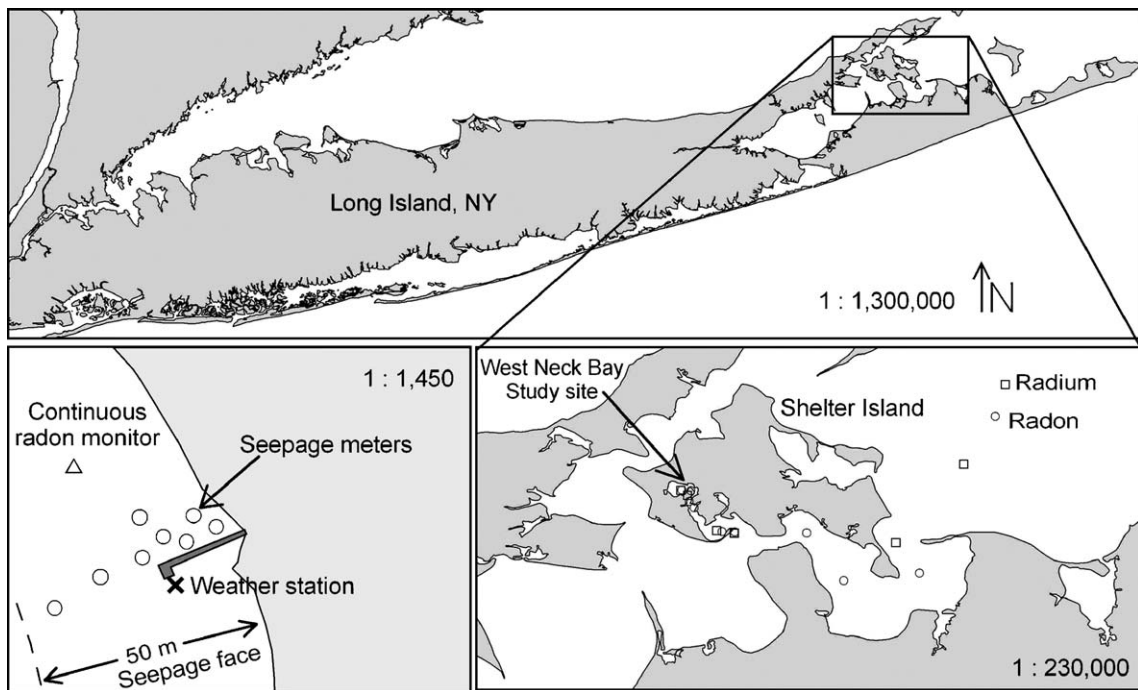 Long Island, NY
1 : 1,300,000
N
1 : 1,450
Continuous
radon monitor
Seepage meters
Weather station
50 m
Seepage face
West Neck Bay
Study site
Shelter Island
Radium
Radon
1 : 230,000